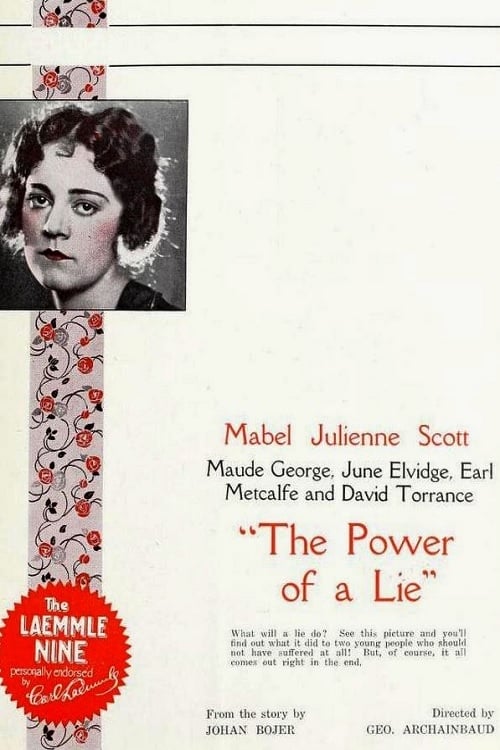 Mabel Julienne Scott
Maude George, June Elvidge, Earl
Metcalfe and David Torrance
"The Power
of a Lie"
The
LAEMMLE
NINE
personally endorsed
by Carl Laemmle
What will a lie do? See this picture and you'll
find out what it did to two young people who should
not have suffered at all! But, of course, it all
comes out right in the end.
From the story by
JOHAN BOJER
Directed by
GEO. ARCHAINBAUD